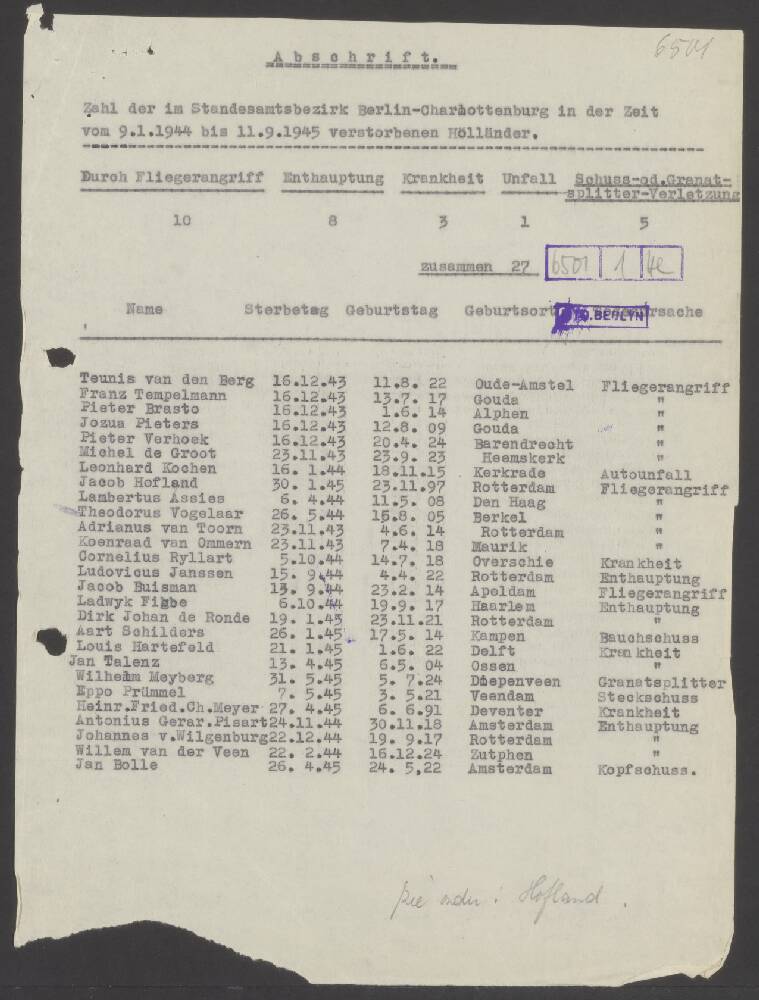 6501
Abschrift.
Zahl der im Standesamtsbezirk Berlin-Charhottenburg in der Zeit
vom 9.1.1944 bis 11.9.1945 verstorbenen Holländer.
Durch Fliegerangriff Enthauptung Krankheit Unfall Schuss-od.Granat-
splitter-Verletzung
10 8 3 1 5
zusammen 27 6501 1 4e
Name Sterbetag Geburtstag Geburtsort Todesursache
O.BERLYN
Teunis van den Berg 16.12.43 11.8. 22 Oude-Amstel Fliegerangriff
Franz Tempelmann 16.12.43 13.7. 17 Gouda "
Pieter Brasto 16.12.43 1.6. 14 Alphen "
Jozua Pieters 16.12.43 12.8. 09 Gouda "
Pieter Verhoek 16.12.43 20.4. 24 Barendrecht "
Michel de Groot 23.11.43 23.9. 23 Heemskerk "
Leonhard Kochen 16. 1.44 18.11.15 Kerkrade Autounfall
Jacob Hofland 30. 1.45 23.11.97 Rotterdam Fliegerangriff
Lambertus Assies 6. 4.44 11.5. 08 Den Haag "
Theodorus Vogelaar 26. 5.44 15.8. 05 Berkel "
Adrianus van Toorn 23.11.43 4.6. 14 Rotterdam "
Koenraad van Ommern 23.11.43 7.4. 18 Maurik "
Cornelius Ryllart 5.10.44 14.7. 18 Overschie Krankheit
Ludovicus Janssen 15. 9.44 4.4. 22 Rotterdam Enthauptung
Jacob Buisman 15. 9.44 23.2. 14 Apeldam Fliegerangriff
Ladwyk Figbe 6.10.44 19.9. 17 Haarlem Enthauptung
Dirk Johan de Ronde 19. 1.45 23.11.21 Rotterdam "
Aart Schilders 26. 1.45 17.5. 14 Kampen Bauchschuss
Louis Hartefeld 21. 1.45 1.6. 22 Delft Krankheit
Jan Talenz 13. 4.45 6.5. 04 Ossen "
Wilhelm Meyberg 31. 5.45 5. 7.24 Diepenveen Granatsplitter
Eppo Prümmel 7. 5.45 3. 5.21 Veendam Steckschuss
Heinr.Fried.Ch.Meyer 27. 4.45 6. 6.91 Deventer Krankheit
Antonius Gerar.Pisart 24.11.44 30.11.18 Amsterdam Enthauptung
Johannes v.Wilgenburg 22.12.44 19. 9.17 Rotterdam "
Willem van der Veen 22. 2.44 16.12.24 Zutphen "
Jan Bolle 26. 4.45 24. 5,22 Amsterdam Kopfschuss.
zie onder: Hofland.